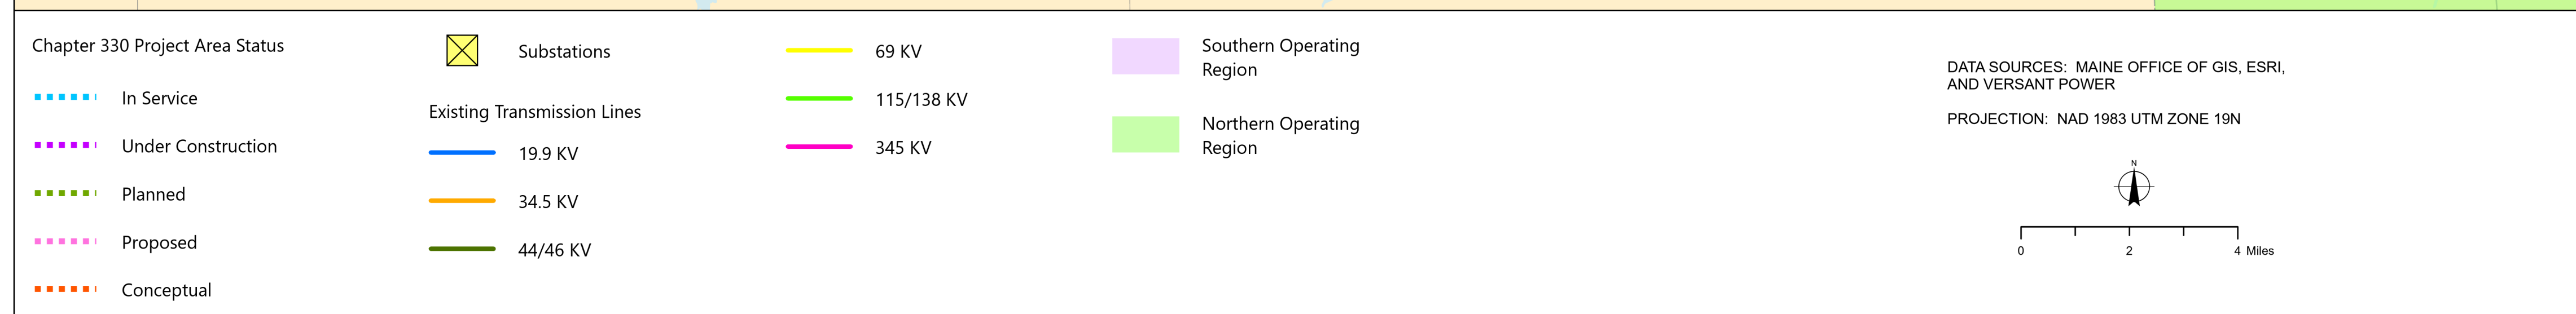 Chapter 330 Project Area Status
In Service
Under Construction
Planned
Proposed
Conceptual
Substations
Existing Transmission Lines
19.9 KV
34.5 KV
44/46 KV
69 KV
115/138 KV
345 KV
Southern Operating
Region
Northern Operating
Region
DATA SOURCES:  MAINE OFFICE OF GIS, ESRI,
AND VERSANT POWER
PROJECTION:  NAD 1983 UTM ZONE 19N
N
0 2 4 Miles